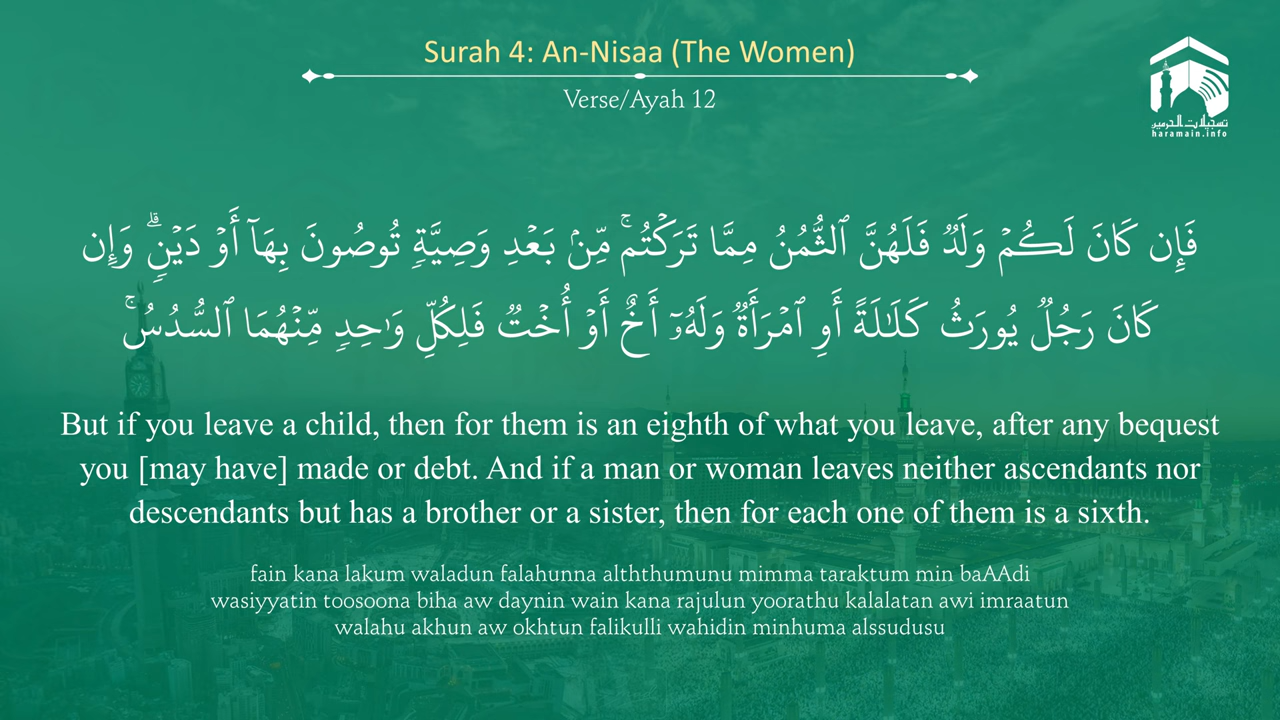 Surah 4: An-Nisaa (The Women)
Verse/Ayah 12
تسجيلات الحرمين
haramain.info
فَإِن كَانَ لَكُمْ وَلَدٌ فَلَهُنَّ ٱلثُّمُنُ مِمَّا تَرَكْتُم ۚ مِّنۢ بَعْدِ وَصِيَّةٍ تُوصُونَ بِهَآ أَوْ دَيْنٍ ۗ وَإِن
كَانَ رَجُلٌ يُورَثُ كَلَـٰلَةً أَوِ ٱمْرَأَةٌ وَلَهُۥٓ أَخٌ أَوْ أُخْتٌ فَلِكُلِّ وَٰحِدٍ مِّنْهُمَا ٱلسُّدُسُ ۚ
But if you leave a child, then for them is an eighth of what you leave, after any bequest
you [may have] made or debt. And if a man or woman leaves neither ascendants nor
descendants but has a brother or a sister, then for each one of them is a sixth.
fain kana lakum waladun falahunna alththumunu mimma taraktum min baAAdi
wasiyyatin toosoona biha aw daynin wain kana rajulun yoorathu kalalatan awi imraatun
walahu akhun aw okhtun falikulli wahidin minhuma alssudusu